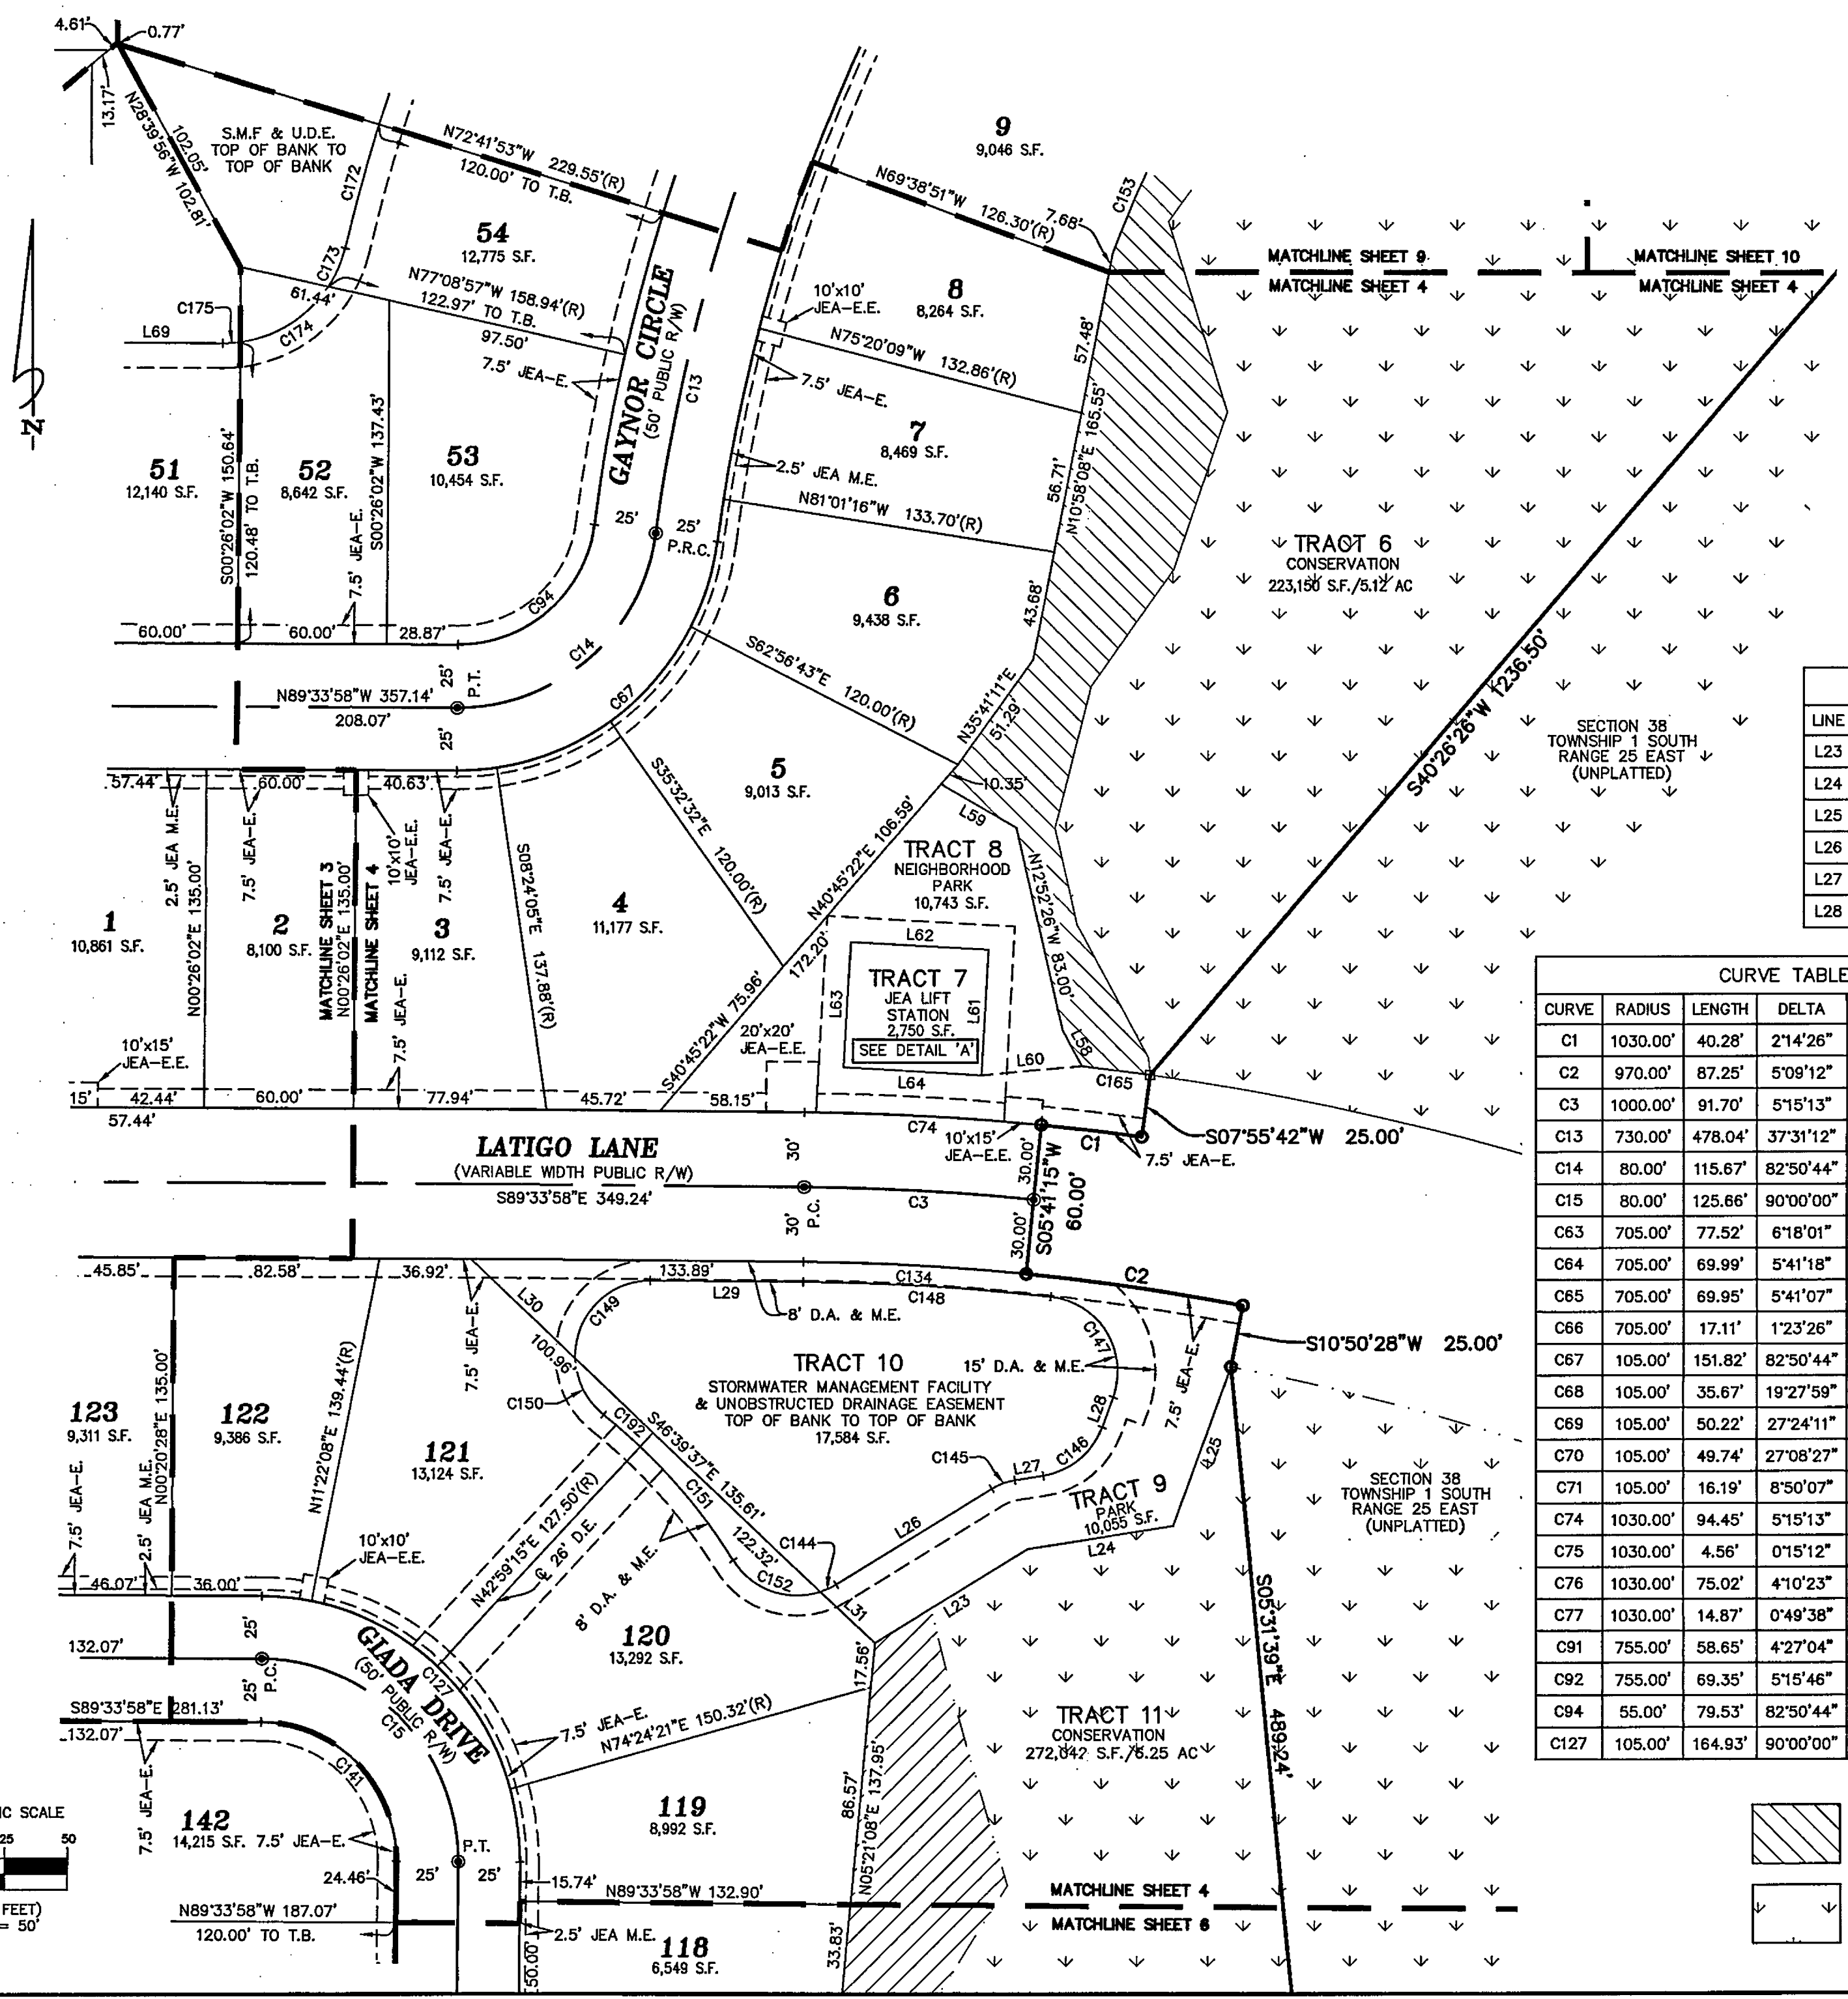 4.61'
0.77'
13.17'
N28°39'56"W 102.81'
102.05'
S.M.F & U.D.E.
TOP OF BANK TO
TOP OF BANK
C172
N72°41'53"W 229.55'(R)
120.00' TO T.B.
9
9,046 S.F.
N69°38'51"W 126.30'(R)
7.68'
C153
MATCHLINE SHEET 9
MATCHLINE SHEET 4
MATCHLINE SHEET 10
MATCHLINE SHEET 4
54
12,775 S.F.
C173
N77°08'57"W 158.94'(R)
122.97' TO T.B.
97.50'
61.44'
C175
L69
C174
7.5' JEA-E.
GAYNOR CIRCLE
(50' PUBLIC R/W)
C13
10'x10'
JEA-E.E.
8
8,264 S.F.
N75°20'09"W 132.86'(R)
57.48'
7.5' JEA-E.
-N-
51
12,140 S.F.
S00°26'02"W 150.64'
120.48' TO T.B.
52
8,642 S.F.
7.5' JEA-E.
S00°26'02"W 137.43'
53
10,454 S.F.
7
8,469 S.F.
2.5' JEA M.E.
56.71'
N10°58'08"E 165.55'
N81°01'16"W 133.70'(R)
25'
25'
P.R.C.
TRACT 6
CONSERVATION
223,150 S.F./5.12 AC
6
9,438 S.F.
43.68'
C94
60.00'
60.00'
28.87'
C14
S62°56'43"E 120.00'(R)
N35°41'11"E
51.29'
S40°26'26"W 1236.50'
N89°33'58"W 357.14'
208.07'
25'
P.T.
25'
C67
SECTION 38
TOWNSHIP 1 SOUTH
RANGE 25 EAST
(UNPLATTED)
LINE
L23
L24
L25
L26
L27
L28
57.44'
60.00'
40.63'
5
9,013 S.F.
S35°32'32"E 120.00'(R)
10.35'
L59
2.5' JEA M.E.
7.5' JEA-E.
10'x10'
JEA-E.E.
7.5' JEA-E.
N40°45'22"E 106.59'
TRACT 8
NEIGHBORHOOD
PARK
10,743 S.F.
N12°52'26"W 83.00'
1
10,861 S.F.
N00°26'02"E 135.00'
2
8,100 S.F.
MATCHLINE SHEET 3
N00°26'02"E 135.00'
MATCHLINE SHEET 4
3
9,112 S.F.
S08°24'05"E 137.88'(R)
4
11,177 S.F.
172.20'
S40°45'22"W 75.96'
L62
L63
TRACT 7
JEA LIFT
STATION
2,750 S.F.
SEE DETAIL 'A'
L61
L60
L64
L58
C165
7.5' JEA-E.
20'x20'
JEA-E.E.
10'x15'
JEA-E.E.
15'
42.44'
60.00'
77.94'
45.72'
58.15'
57.44'
C74
10'x15'
JEA-E.E.
C1
7.5' JEA-E.
S07°55'42"W 25.00'
LATIGO LANE
(VARIABLE WIDTH PUBLIC R/W)
S89°33'58"E 349.24'
30'
30'
P.C.
C3
30.00'
30.00'
S05°41'15"W
60.00'
CURVE TABLE
CURVE RADIUS LENGTH DELTA
C1 1030.00' 40.28' 2°14'26"
C2 970.00' 87.25' 5°09'12"
C3 1000.00' 91.70' 5°15'13"
C13 730.00' 478.04' 37°31'12"
C14 80.00' 115.67' 82°50'44"
C15 80.00' 125.66' 90°00'00"
C63 705.00' 77.52' 6°18'01"
C64 705.00' 69.99' 5°41'18"
C65 705.00' 69.95' 5°41'07"
C66 705.00' 17.11' 1°23'26"
C67 105.00' 151.82' 82°50'44"
C68 105.00' 35.67' 19°27'59"
C69 105.00' 50.22' 27°24'11"
C70 105.00' 49.74' 27°08'27"
C71 105.00' 16.19' 8°50'07"
C74 1030.00' 94.45' 5°15'13"
C75 1030.00' 4.56' 0°15'12"
C76 1030.00' 75.02' 4°10'23"
C77 1030.00' 14.87' 0°49'38"
C91 755.00' 58.65' 4°27'04"
C92 755.00' 69.35' 5°15'46"
C94 55.00' 79.53' 82°50'44"
C127 105.00' 164.93' 90°00'00"
45.85'
82.58'
36.92'
133.89'
C134
C2
L30
L29
C148
C149
8' D.A. & M.E.
7.5' JEA-E.
C147
S10°50'28"W 25.00'
100.96'
TRACT 10
STORMWATER MANAGEMENT FACILITY
& UNOBSTRUCTED DRAINAGE EASEMENT
TOP OF BANK TO TOP OF BANK
17,584 S.F.
15' D.A. & M.E.
7.5' JEA-E.
L28
123
9,311 S.F.
N00°20'28"E 135.00'
122
9,386 S.F.
N11°22'08"E 139.44'(R)
C150
C192
S46°39'37"E 135.61'
121
13,124 S.F.
C145
C146
L27
L25
TRACT 9
PARK
10,055 S.F.
SECTION 38
TOWNSHIP 1 SOUTH
RANGE 25 EAST
(UNPLATTED)
7.5' JEA-E.
2.5' JEA M.E.
10'x10'
JEA-E.E.
N42°59'15"E 127.50'(R)
℄ 26' D.E.
C151
8' D.A. & M.E.
122.32'
C144
C152
L26
L24
L31
L23
46.07'
36.00'
132.07'
25'
25'
P.C.
GIADA DRIVE
(50' PUBLIC R/W)
C15
C127
120
13,292 S.F.
17.56'
S05°31'39"E 489.24'
S89°33'58"E 281.13'
132.07'
7.5' JEA-E.
N74°24'21"E 150.32'(R)
TRACT 11
CONSERVATION
272,042 S.F./6.25 AC
C141
7.5' JEA-E.
86.57'
N05°21'08"E 137.95'
119
8,992 S.F.
IC SCALE
25
50
FEET)
= 50'
142
14,215 S.F.
7.5' JEA-E.
24.46'
25'
25'
P.T.
15.74'
N89°33'58"W 132.90'
MATCHLINE SHEET 4
MATCHLINE SHEET 6
N89°33'58"W 187.07'
120.00' TO T.B.
2.5' JEA M.E.
50.00'
118
6,549 S.F.
33.83'